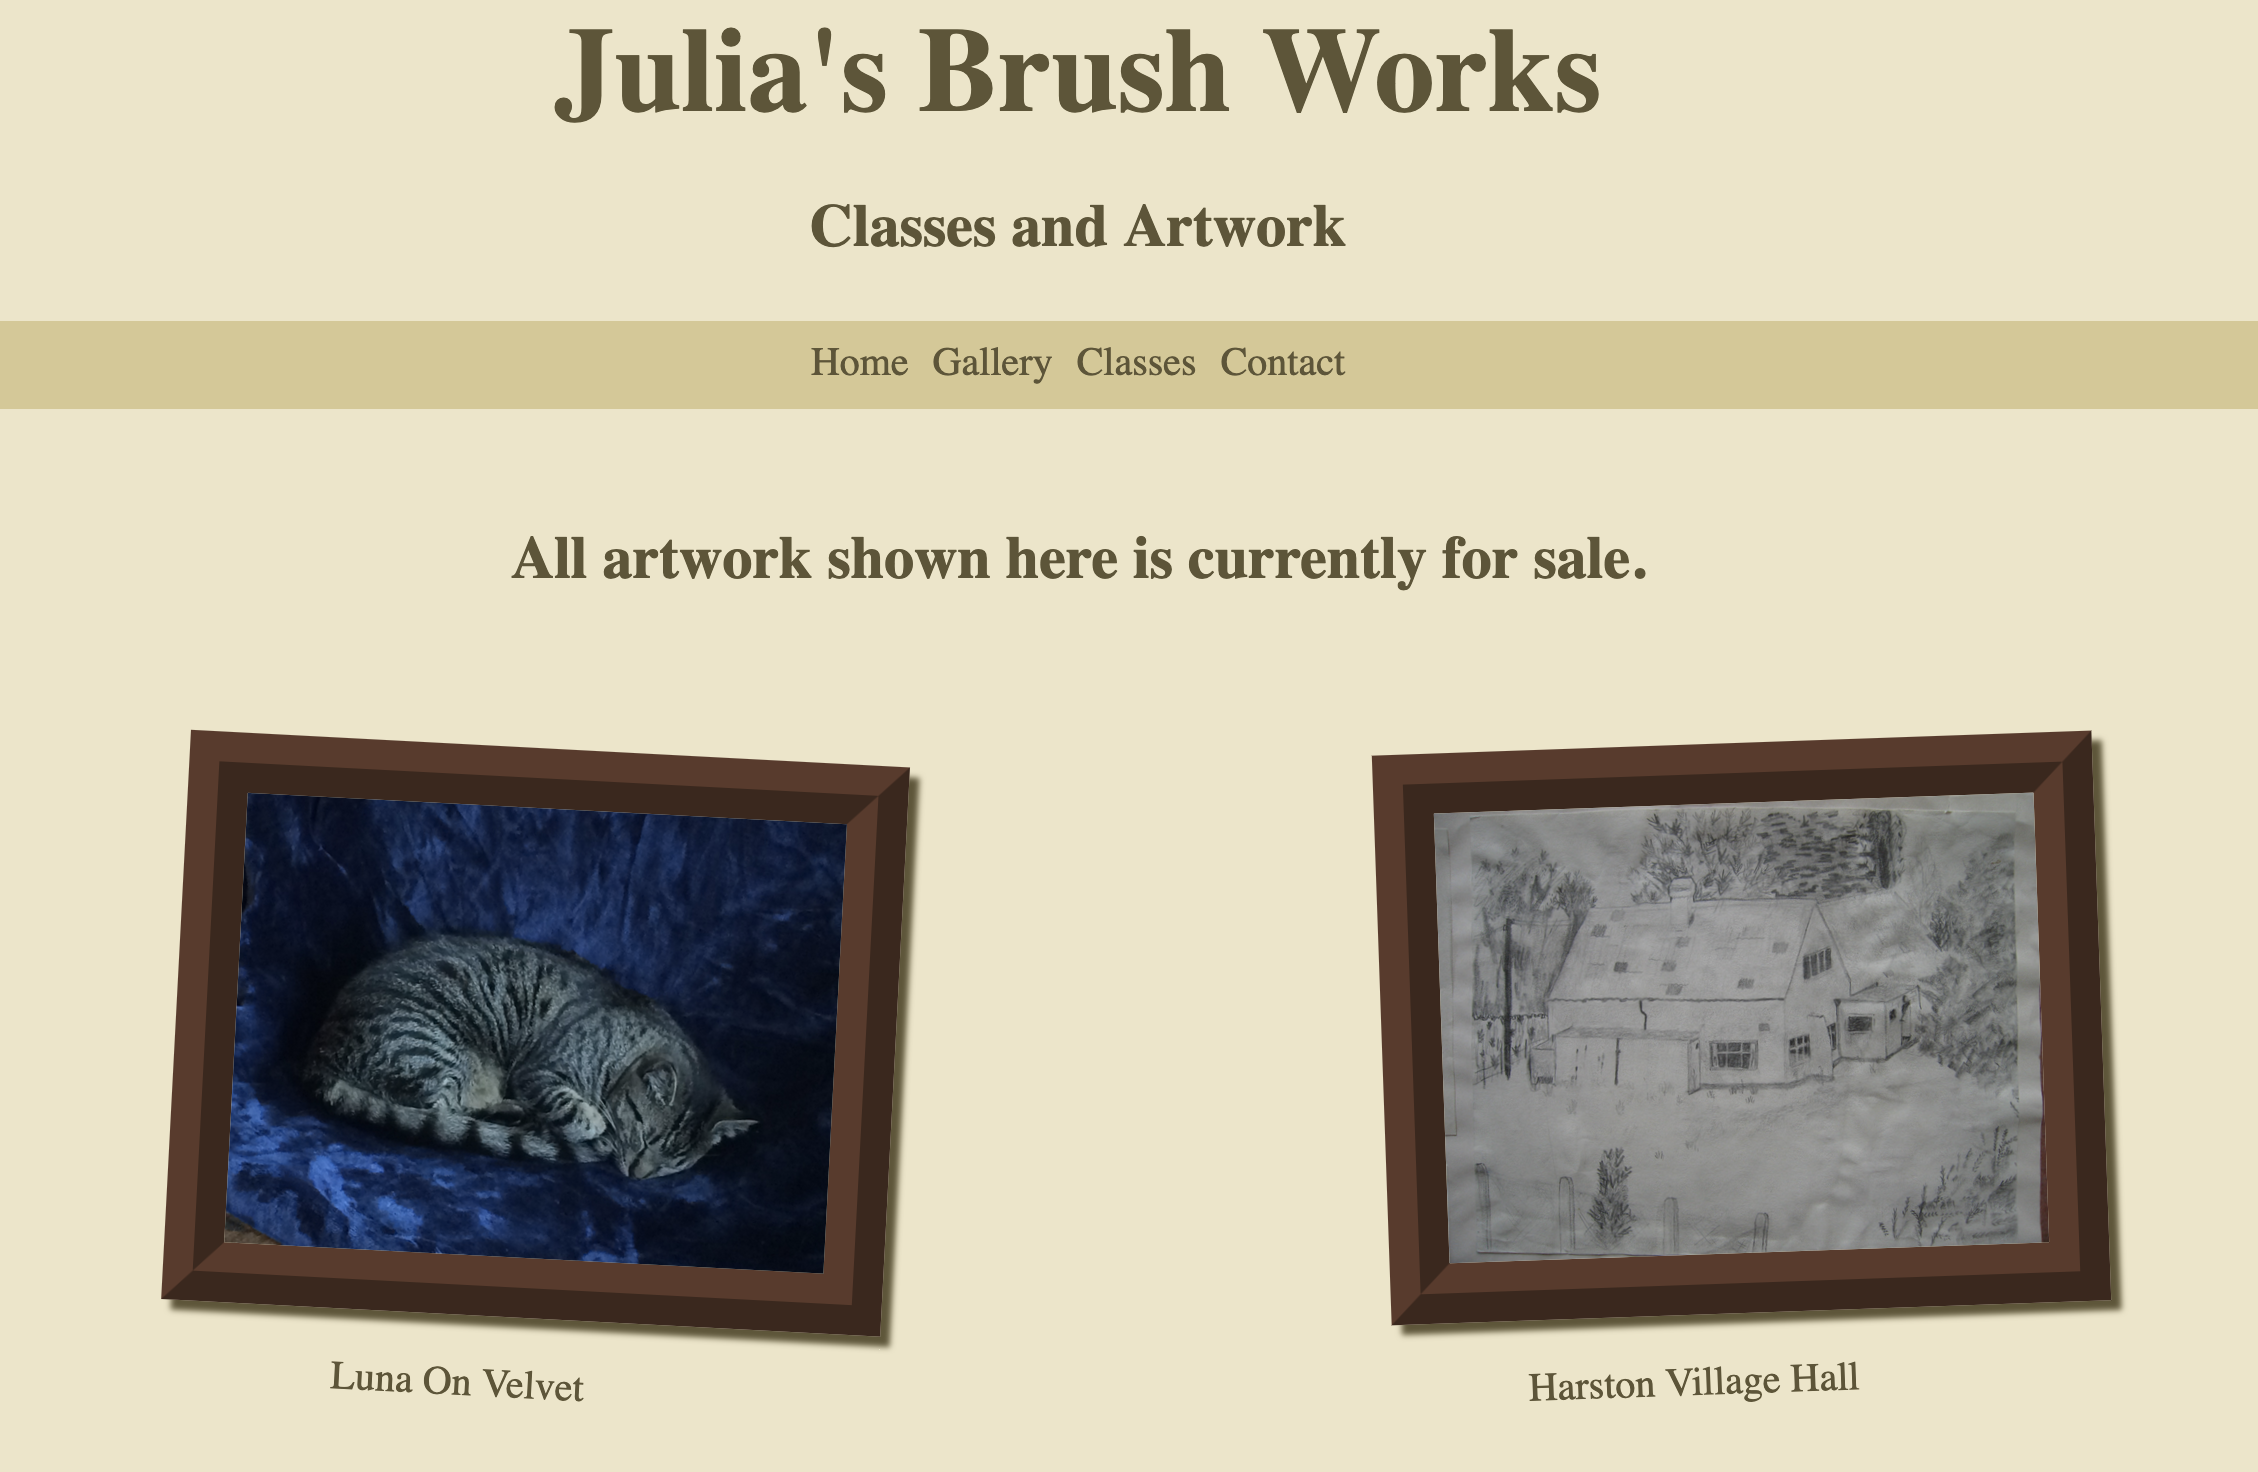 Julia's Brush Works
Classes and Artwork
Home Gallery Classes Contact
All artwork shown here is currently for sale.
Luna On Velvet
Harston Village Hall